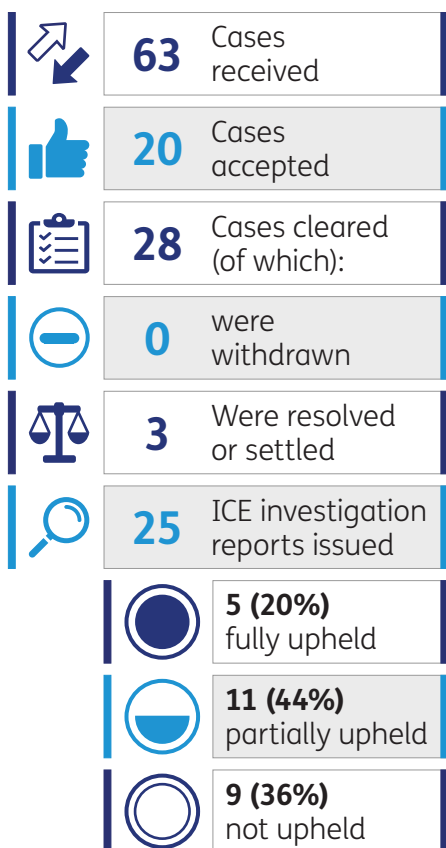 63 Cases
received
20 Cases
accepted
28 Cases cleared
(of which):
0 were
withdrawn
3 Were resolved
or settled
25 ICE investigation
reports issued
5 (20%)
fully upheld
11 (44%)
partially upheld
9 (36%)
not upheld